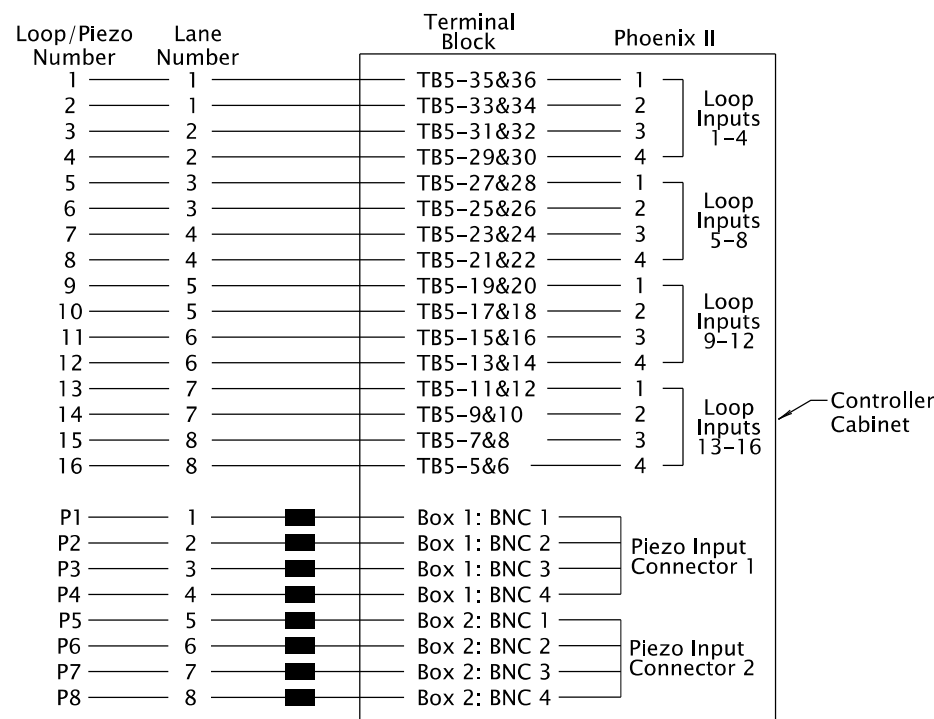 Loop/Piezo Number Lane Number Terminal Block Phoenix II
1 1 TB5-35&36 1
2 1 TB5-33&34 2
3 2 TB5-31&32 3
4 2 TB5-29&30 4
Loop
Inputs
1-4
5 3 TB5-27&28 1
6 3 TB5-25&26 2
7 4 TB5-23&24 3
8 4 TB5-21&22 4
Loop
Inputs
5-8
9 5 TB5-19&20 1
10 5 TB5-17&18 2
11 6 TB5-15&16 3
12 6 TB5-13&14 4
Loop
Inputs
9-12
13 7 TB5-11&12 1
14 7 TB5-9&10 2
15 8 TB5-7&8 3
16 8 TB5-5&6 4
Loop
Inputs
13-16
Controller
Cabinet
P1 1 Box 1: BNC 1
P2 2 Box 1: BNC 2
P3 3 Box 1: BNC 3
P4 4 Box 1: BNC 4
Piezo Input
Connector 1
P5 5 Box 2: BNC 1
P6 6 Box 2: BNC 2
P7 7 Box 2: BNC 3
P8 8 Box 2: BNC 4
Piezo Input
Connector 2